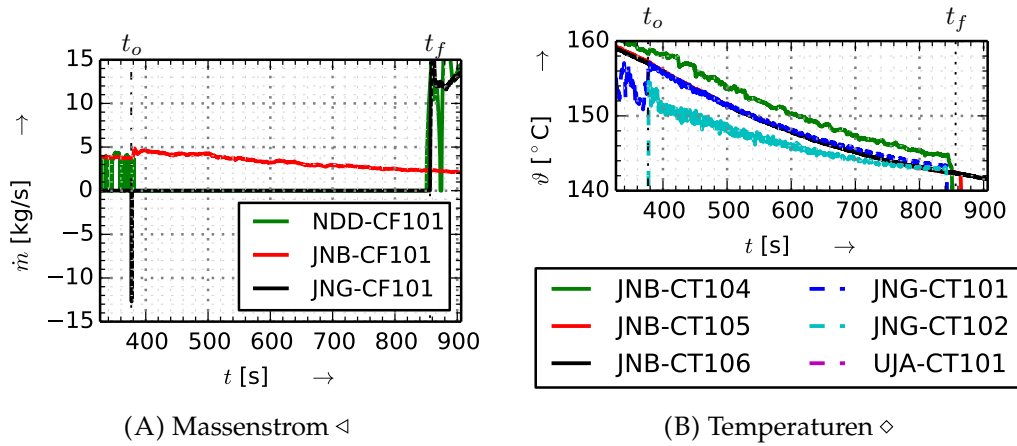 t_o t_f
15
10
5
0
−5
−10
−15
ṁ [kg/s] →
NDD-CF101
JNB-CF101
JNG-CF101
400 500 600 700 800 900
t [s] →
(A) Massenstrom ◁
t_o t_f
160
150
140
ϑ [°C] →
400 500 600 700 800 900
t [s] →
JNB-CT104 JNG-CT101
JNB-CT105 JNG-CT102
JNB-CT106 UJA-CT101
(B) Temperaturen ◇